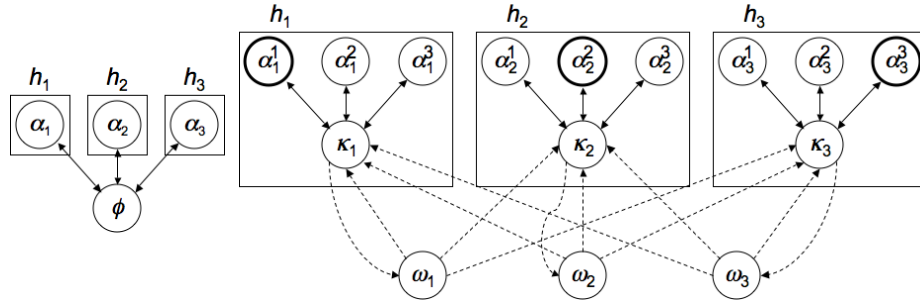 h₁ h₂ h₃
α₁ α₂ α₃
ϕ
h₁ h₂ h₃
α₁¹ α₁² α₁³ α₂¹ α₂² α₂³ α₃¹ α₃² α₃³
κ₁ κ₂ κ₃
ω₁ ω₂ ω₃